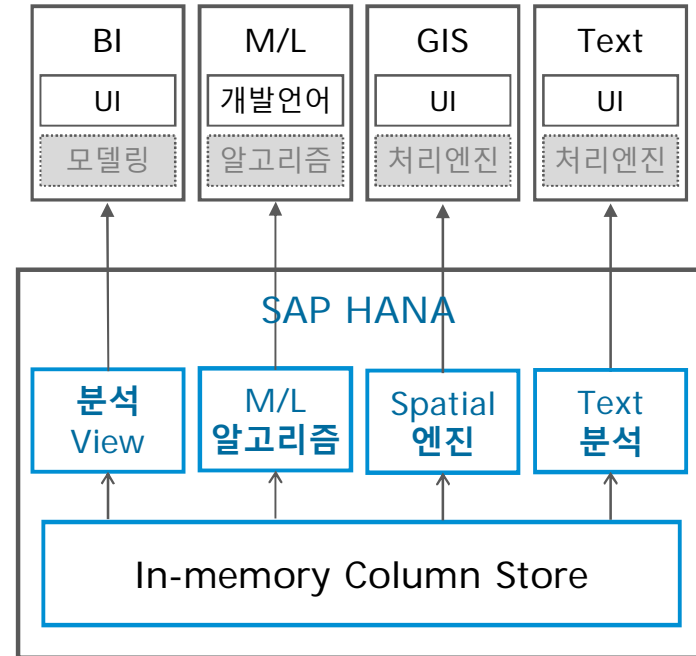 BI
M/L
GIS
Text
UI
개발언어
UI
UI
모델링
알고리즘
처리엔진
처리엔진
SAP HANA
분석
View
M/L
알고리즘
Spatial
엔진
Text
분석
In-memory Column Store